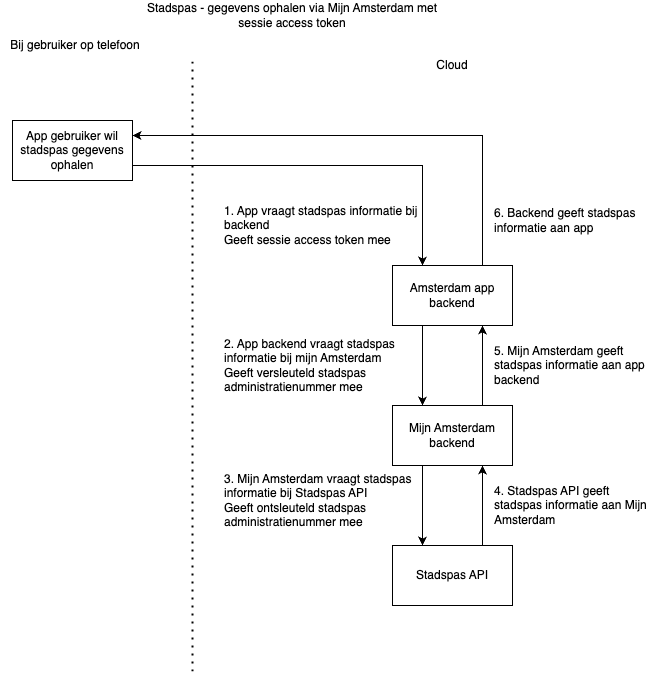 Stadspas - gegevens ophalen via Mijn Amsterdam met
sessie access token
Bij gebruiker op telefoon
Cloud
App gebruiker wil
stadspas gegevens
ophalen
1. App vraagt stadspas informatie bij
backend
Geeft sessie access token mee
6. Backend geeft stadspas
informatie aan app
Amsterdam app
backend
2. App backend vraagt stadspas
informatie bij mijn Amsterdam
Geeft versleuteld stadspas
administratienummer mee
5. Mijn Amsterdam geeft
stadspas informatie aan app
backend
Mijn Amsterdam
backend
3. Mijn Amsterdam vraagt stadspas
informatie bij Stadspas API
Geeft ontsleuteld stadspas
administratienummer mee
4. Stadspas API geeft
stadspas informatie aan Mijn
Amsterdam
Stadspas API